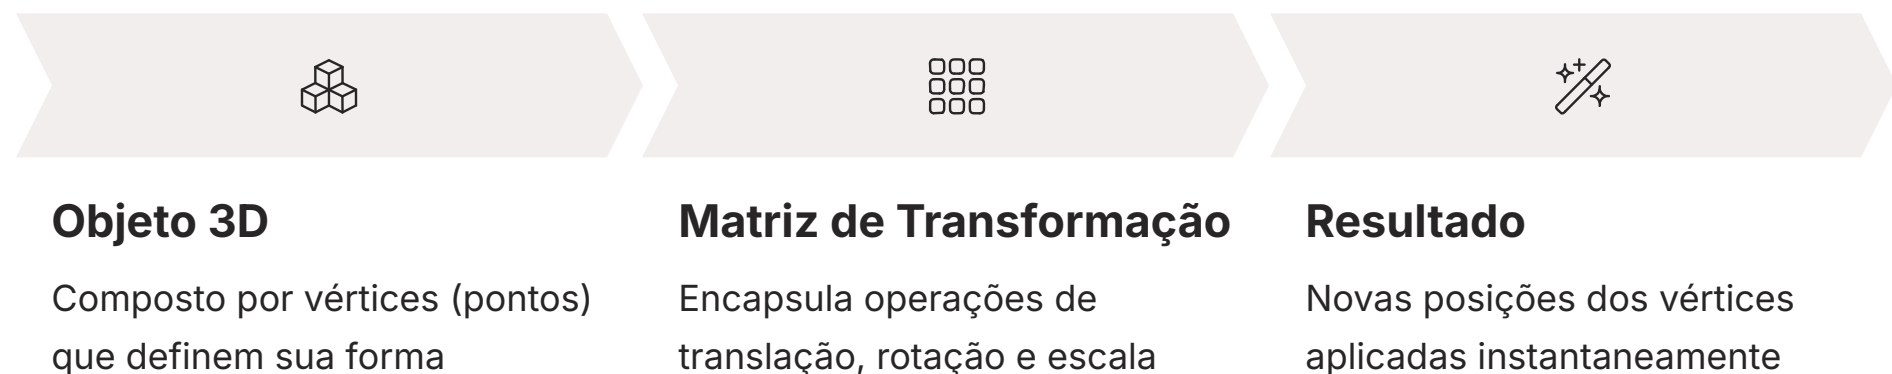 Objeto 3D
Composto por vértices (pontos)
que definem sua forma
Matriz de Transformação
Encapsula operações de
translação, rotação e escala
Resultado
Novas posições dos vértices
aplicadas instantaneamente